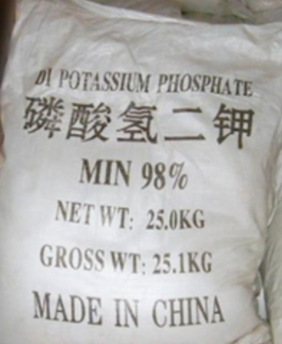 DI POTASSIUM PHOSPHATE
磷酸氢二钾
MIN 98%
NET WT: 25.0KG
GROSS WT: 25.1KG
MADE IN CHINA